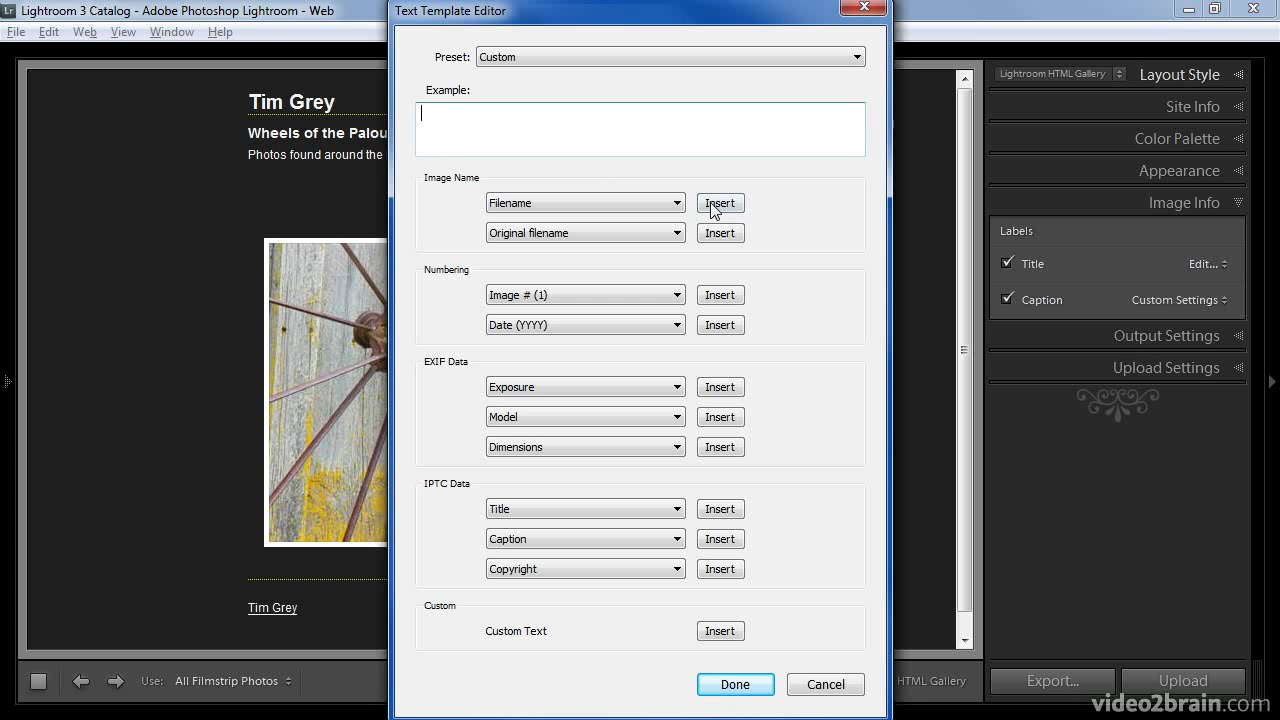 Lr Lightroom 3 Catalog - Adobe Photoshop Lightroom - Web
File Edit Web View Window Help
Tim Grey
Wheels of the Palou
Photos found around the
Tim Grey
Use: All Filmstrip Photos
Text Template Editor
Preset: Custom
Example:
Image Name
Filename Insert
Original filename Insert
Numbering
Image # (1) Insert
Date (YYYY) Insert
EXIF Data
Exposure Insert
Model Insert
Dimensions Insert
IPTC Data
Title Insert
Caption Insert
Copyright Insert
Custom
Custom Text Insert
Done Cancel
Lightroom HTML Gallery Layout Style
Site Info
Color Palette
Appearance
Image Info
Labels
Title Edit...
Caption Custom Settings
Output Settings
Upload Settings
HTML Gallery Export... Upload
video2brain.com